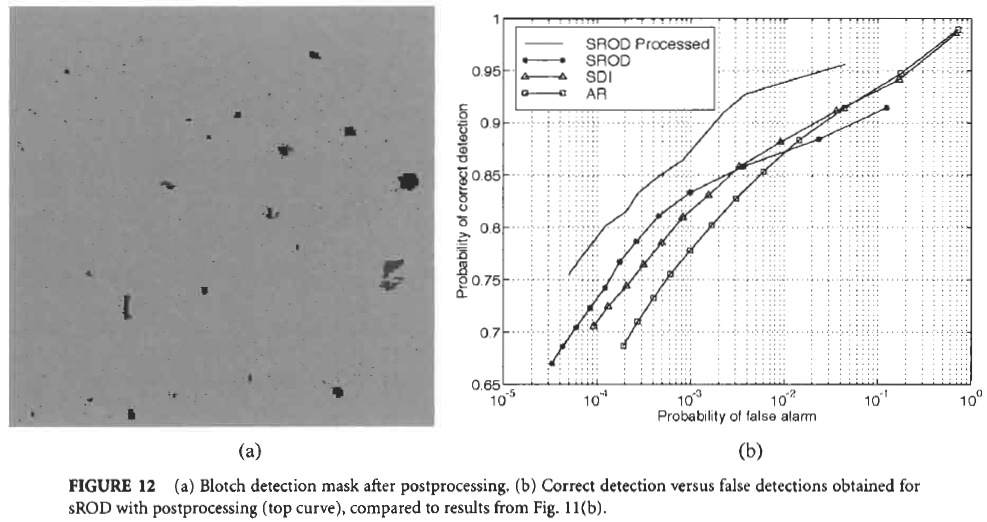 1
0.95
0.9
0.85
0.8
0.75
0.7
0.65
Probability of correct detection
SROD Processed
SROD
SDI
AR
10^-5
10^-4
10^-3
10^-2
10^-1
10^0
Probability of false alarm
(a)
(b)
FIGURE 12 (a) Blotch detection mask after postprocessing. (b) Correct detection versus false detections obtained for
sROD with postprocessing (top curve), compared to results from Fig. 11(b).